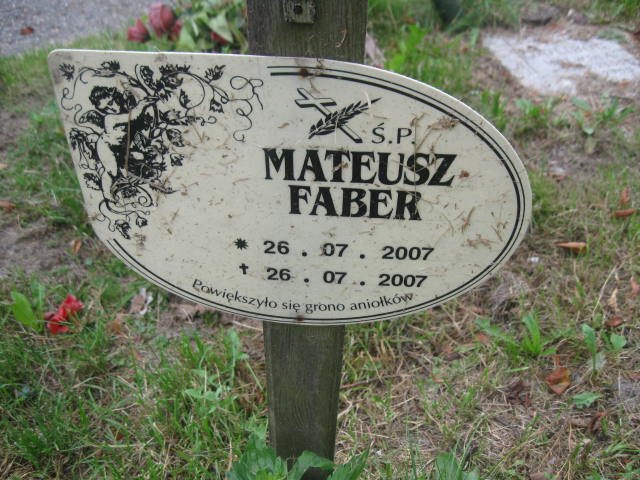 Ś.P.
MATEUSZ
FABER
* 26 . 07 . 2007
† 26 . 07 . 2007
Powiększyło się grono aniołków